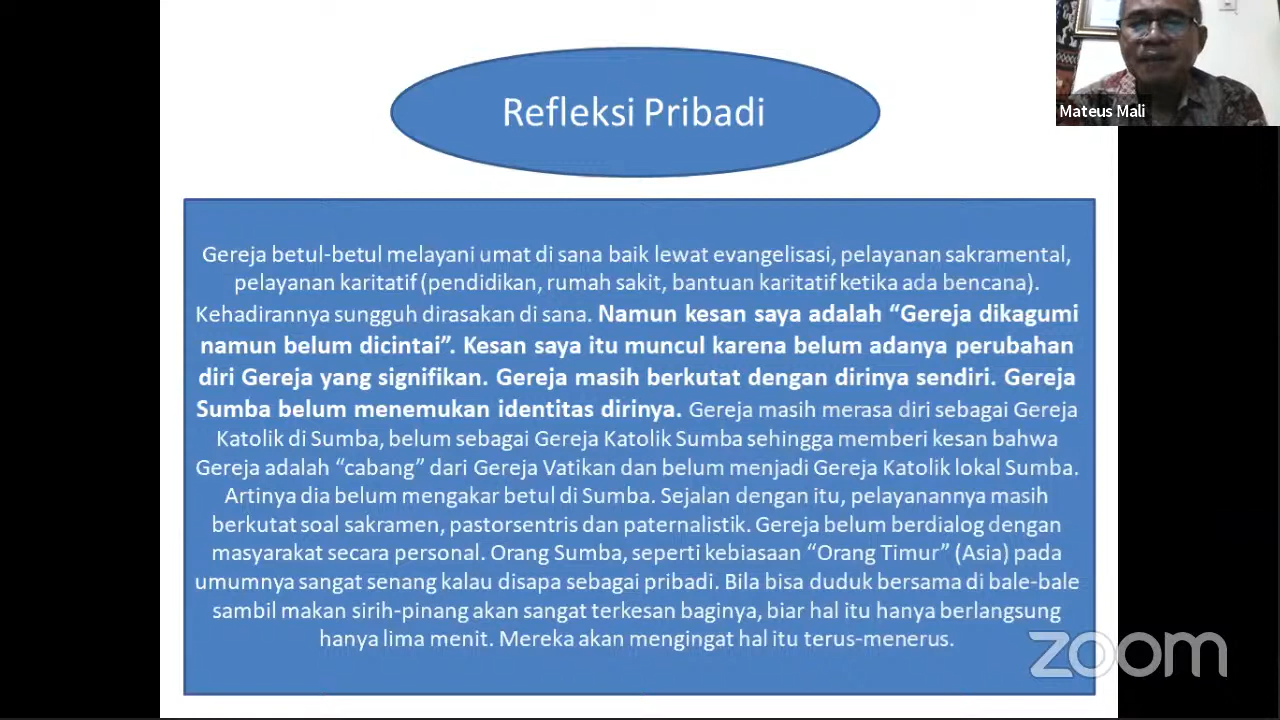 Refleksi Pribadi
Mateus Mali
Gereja betul-betul melayani umat di sana baik lewat evangelisasi, pelayanan sakramental,
pelayanan karitatif (pendidikan, rumah sakit, bantuan karitatif ketika ada bencana).
Kehadirannya sungguh dirasakan di sana. Namun kesan saya adalah “Gereja dikagumi
namun belum dicintai”. Kesan saya itu muncul karena belum adanya perubahan
diri Gereja yang signifikan. Gereja masih berkutat dengan dirinya sendiri. Gereja
Sumba belum menemukan identitas dirinya. Gereja masih merasa diri sebagai Gereja
Katolik di Sumba, belum sebagai Gereja Katolik Sumba sehingga memberi kesan bahwa
Gereja adalah “cabang” dari Gereja Vatikan dan belum menjadi Gereja Katolik lokal Sumba.
Artinya dia belum mengakar betul di Sumba. Sejalan dengan itu, pelayanannya masih
berkutat soal sakramen, pastorsentris dan paternalistik. Gereja belum berdialog dengan
masyarakat secara personal. Orang Sumba, seperti kebiasaan “Orang Timur” (Asia) pada
umumnya sangat senang kalau disapa sebagai pribadi. Bila bisa duduk bersama di bale-bale
sambil makan sirih-pinang akan sangat terkesan baginya, biar hal itu hanya berlangsung
hanya lima menit. Mereka akan mengingat hal itu terus-menerus.
zoom